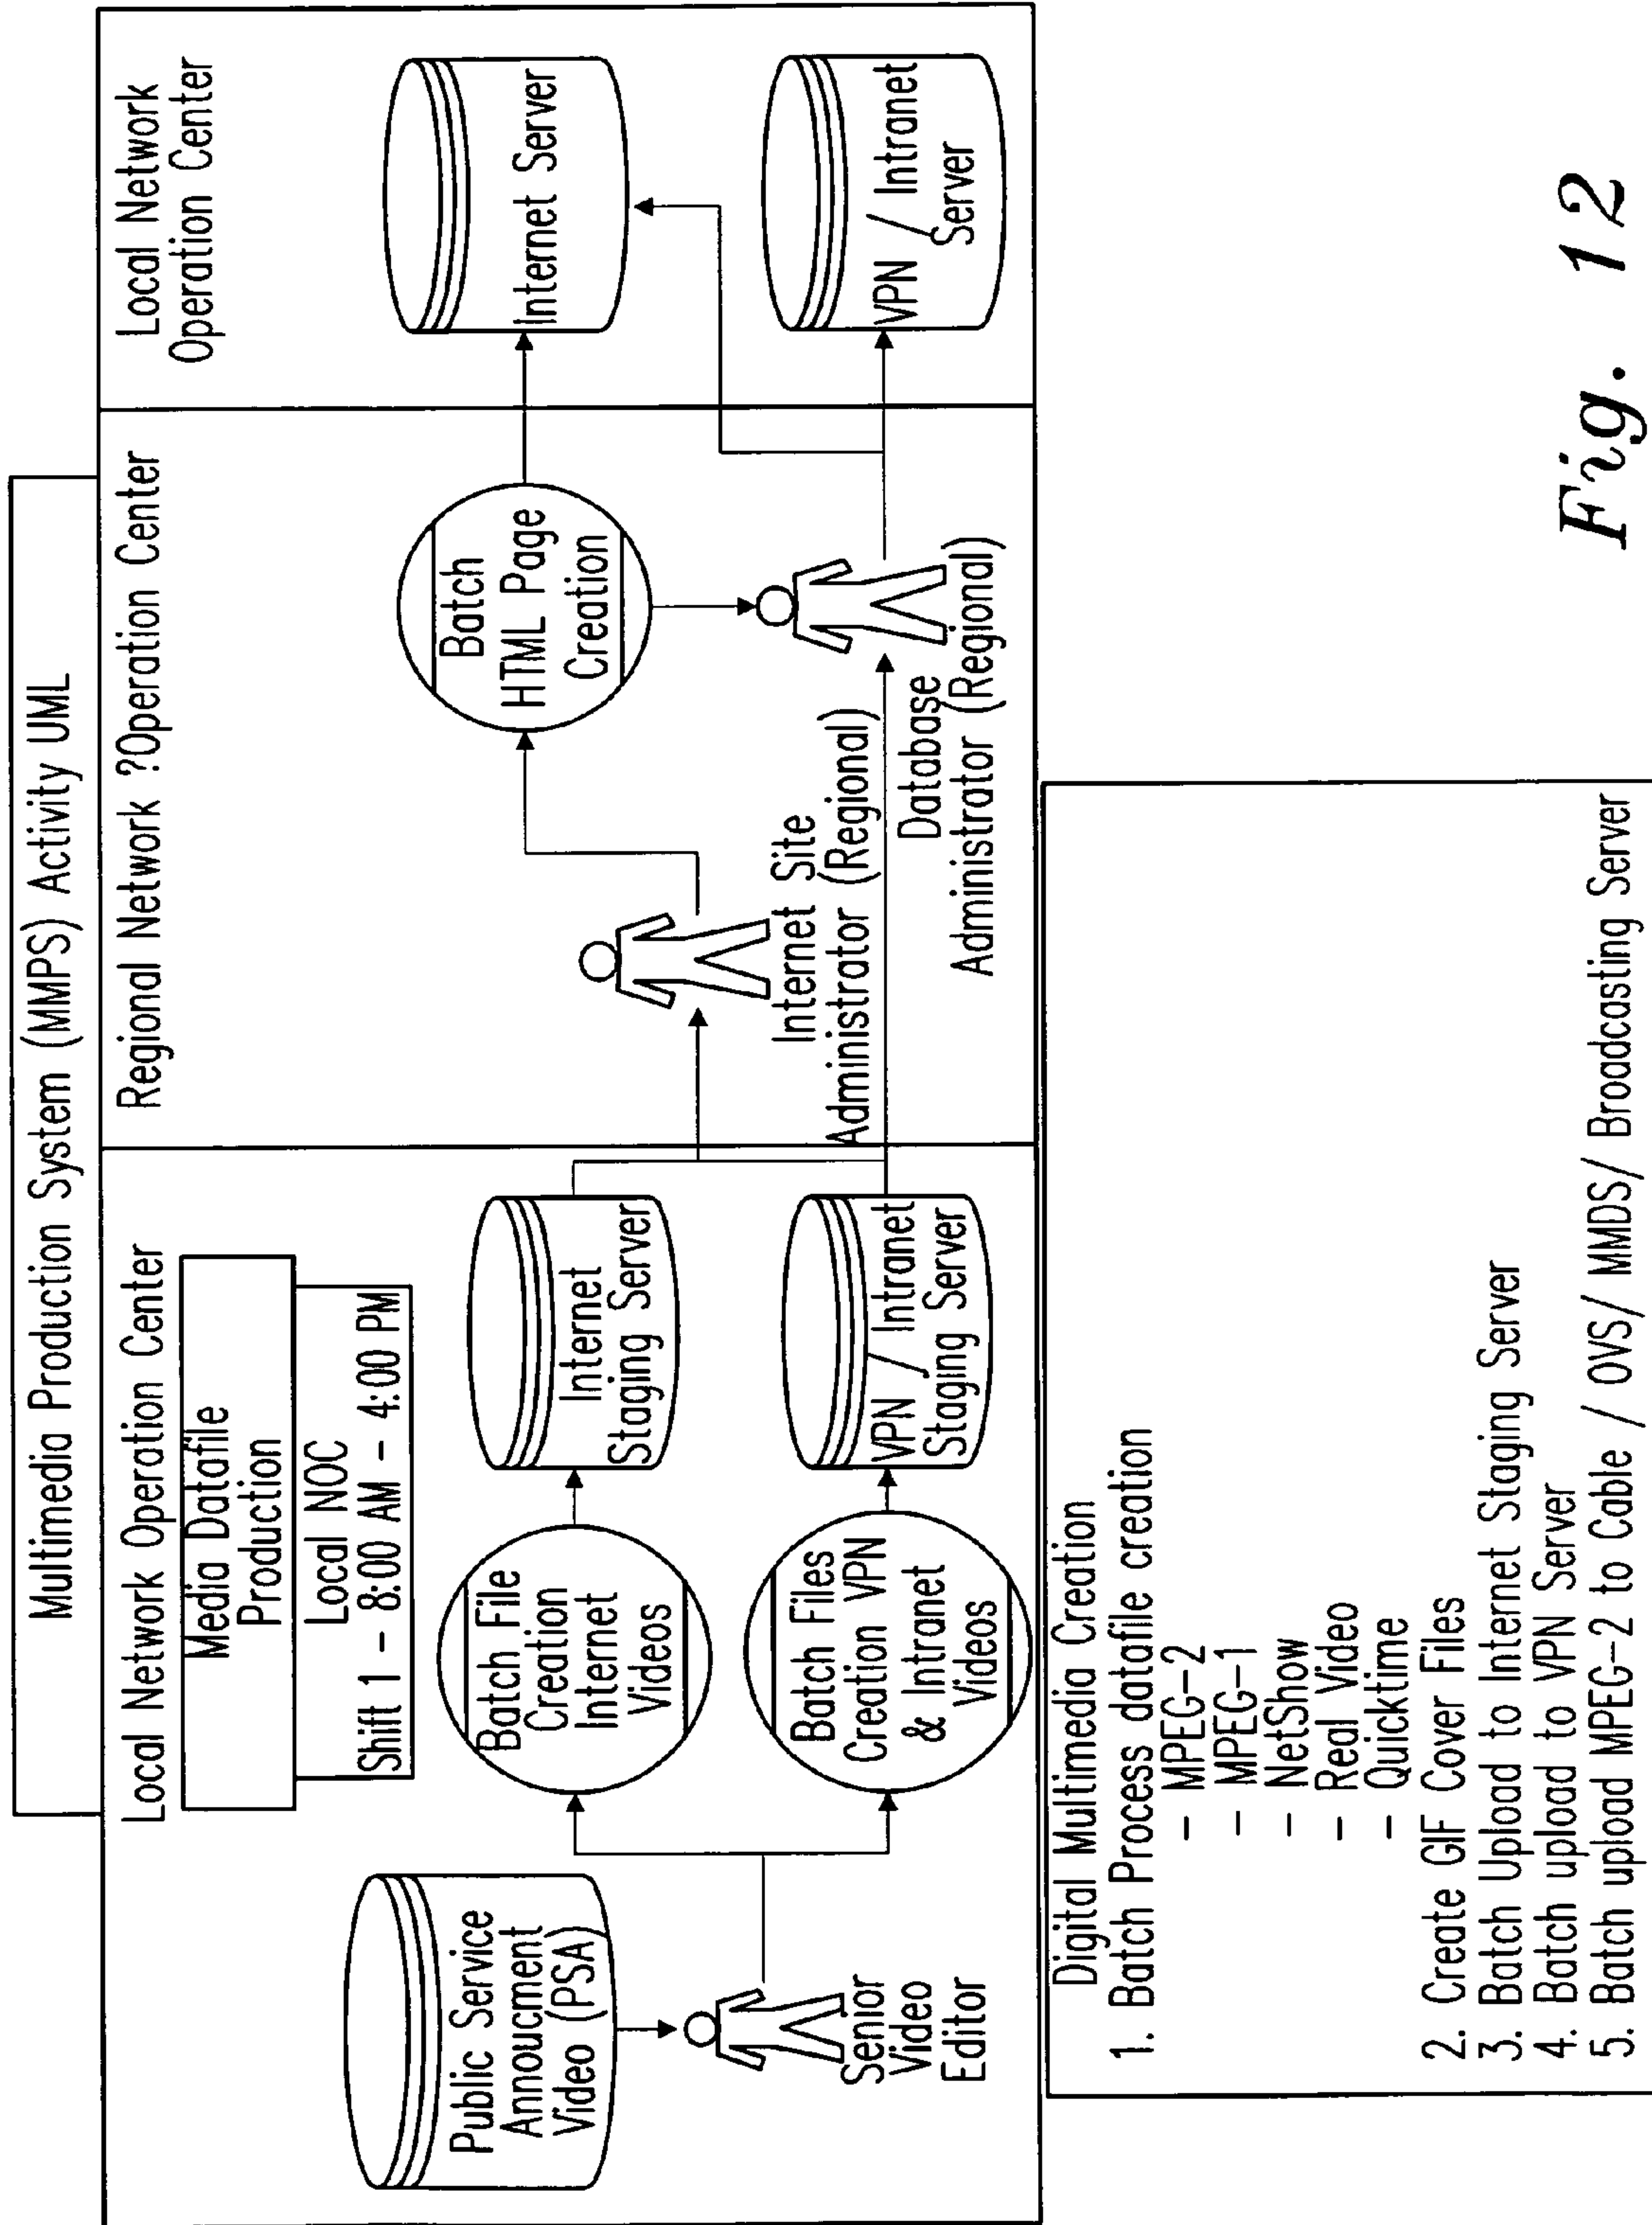 Multimedia Production System (MMPS) Activity UML
Local Network Operation Center
Media Datafile
Production
Local NOC
Shift 1 - 8:00 AM - 4:00 PM
Public Service
Annoucment
Video (PSA)
Senior
Video
Editor
Batch File
Creation
Internet
Videos
Batch Files
Creation VPN
& Intranet
Videos
Internet
Staging Server
VPN / Intranet
Staging Server
Regional Network ?Operation Center
Internet Site
Administrator (Regional)
Batch
HTML Page
Creation
Database
Administrator (Regional)
Local Network
Operation Center
Internet Server
VPN / Intranet
Server
Digital Multimedia Creation
1. Batch Process datafile creation
- MPEG-2
- MPEG-1
- NetShow
- Real Video
- Quicktime
2. Create GIF Cover Files
3. Batch Upload to Internet Staging Server
4. Batch upload to VPN Server
5. Batch upload MPEG-2 to Cable / OVS/ MMDS/ Broadcasting Server
Fig. 12